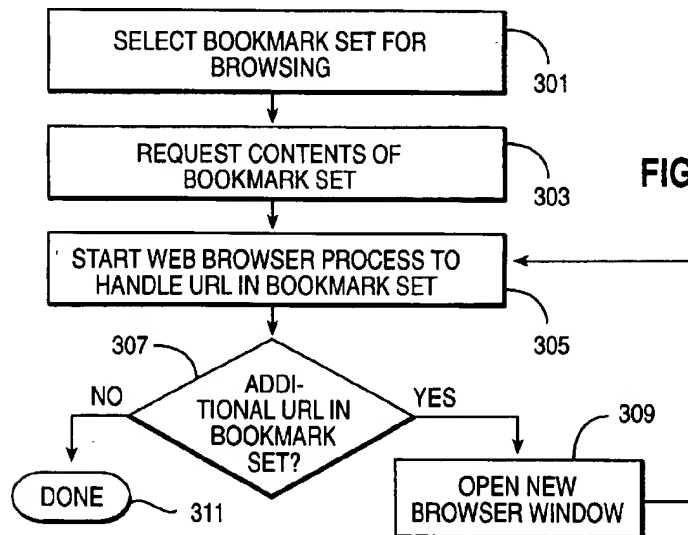 SELECT BOOKMARK SET FOR
BROWSING
301
REQUEST CONTENTS OF
BOOKMARK SET
303
FIG
START WEB BROWSER PROCESS TO
HANDLE URL IN BOOKMARK SET
305
307
NO
ADDI-
TIONAL URL IN
BOOKMARK
SET?
YES
309
DONE
311
OPEN NEW
BROWSER WINDOW